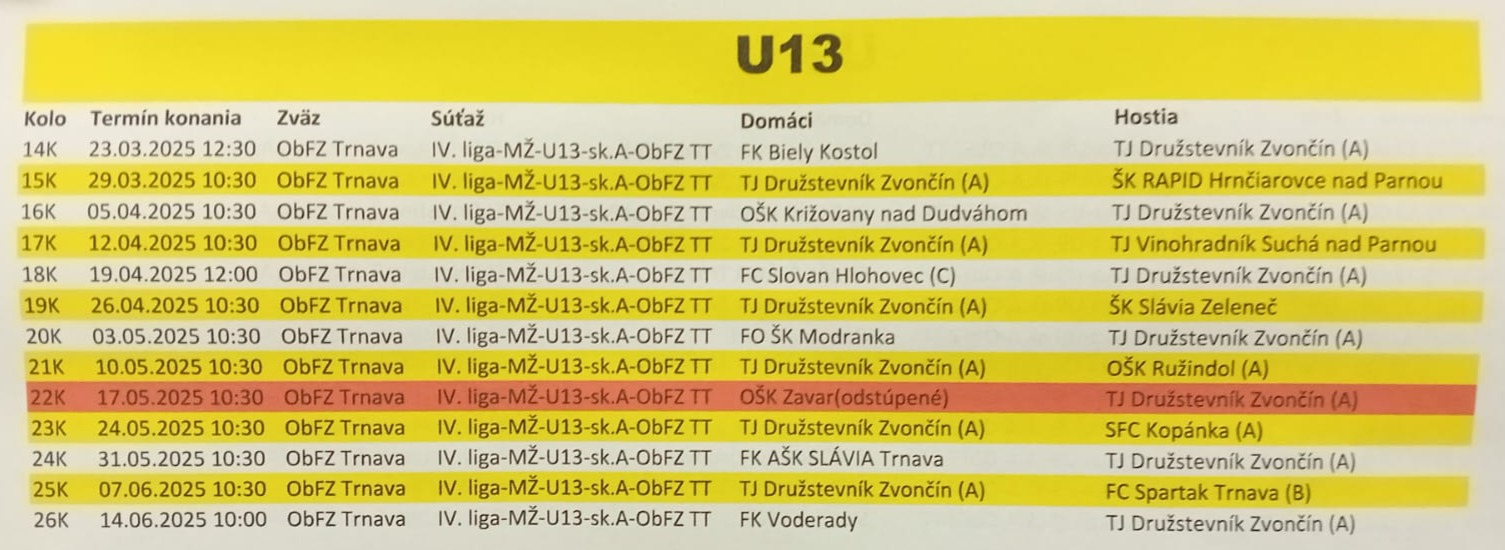 U13
Kolo Termín konania Zväz Súťaž Domáci Hostia
14K 23.03.2025 12:30 ObFZ Trnava IV. liga-MŽ-U13-sk.A-ObFZ TT FK Biely Kostol TJ Družstevník Zvončín (A)
15K 29.03.2025 10:30 ObFZ Trnava IV. liga-MŽ-U13-sk.A-ObFZ TT TJ Družstevník Zvončín (A) ŠK RAPID Hrnčiarovce nad Parnou
16K 05.04.2025 10:30 ObFZ Trnava IV. liga-MŽ-U13-sk.A-ObFZ TT OŠK Križovany nad Dudváhom TJ Družstevník Zvončín (A)
17K 12.04.2025 10:30 ObFZ Trnava IV. liga-MŽ-U13-sk.A-ObFZ TT TJ Družstevník Zvončín (A) TJ Vinohradník Suchá nad Parnou
18K 19.04.2025 12:00 ObFZ Trnava IV. liga-MŽ-U13-sk.A-ObFZ TT FC Slovan Hlohovec (C) TJ Družstevník Zvončín (A)
19K 26.04.2025 10:30 ObFZ Trnava IV. liga-MŽ-U13-sk.A-ObFZ TT TJ Družstevník Zvončín (A) ŠK Slávia Zeleneč
20K 03.05.2025 10:30 ObFZ Trnava IV. liga-MŽ-U13-sk.A-ObFZ TT FO ŠK Modranka TJ Družstevník Zvončín (A)
21K 10.05.2025 10:30 ObFZ Trnava IV. liga-MŽ-U13-sk.A-ObFZ TT TJ Družstevník Zvončín (A) OŠK Ružindol (A)
22K 17.05.2025 10:30 ObFZ Trnava IV. liga-MŽ-U13-sk.A-ObFZ TT OŠK Zavar(odstúpené) TJ Družstevník Zvončín (A)
23K 24.05.2025 10:30 ObFZ Trnava IV. liga-MŽ-U13-sk.A-ObFZ TT TJ Družstevník Zvončín (A) SFC Kopánka (A)
24K 31.05.2025 10:30 ObFZ Trnava IV. liga-MŽ-U13-sk.A-ObFZ TT FK AŠK SLÁVIA Trnava TJ Družstevník Zvončín (A)
25K 07.06.2025 10:30 ObFZ Trnava IV. liga-MŽ-U13-sk.A-ObFZ TT TJ Družstevník Zvončín (A) FC Spartak Trnava (B)
26K 14.06.2025 10:00 ObFZ Trnava IV. liga-MŽ-U13-sk.A-ObFZ TT FK Voderady TJ Družstevník Zvončín (A)